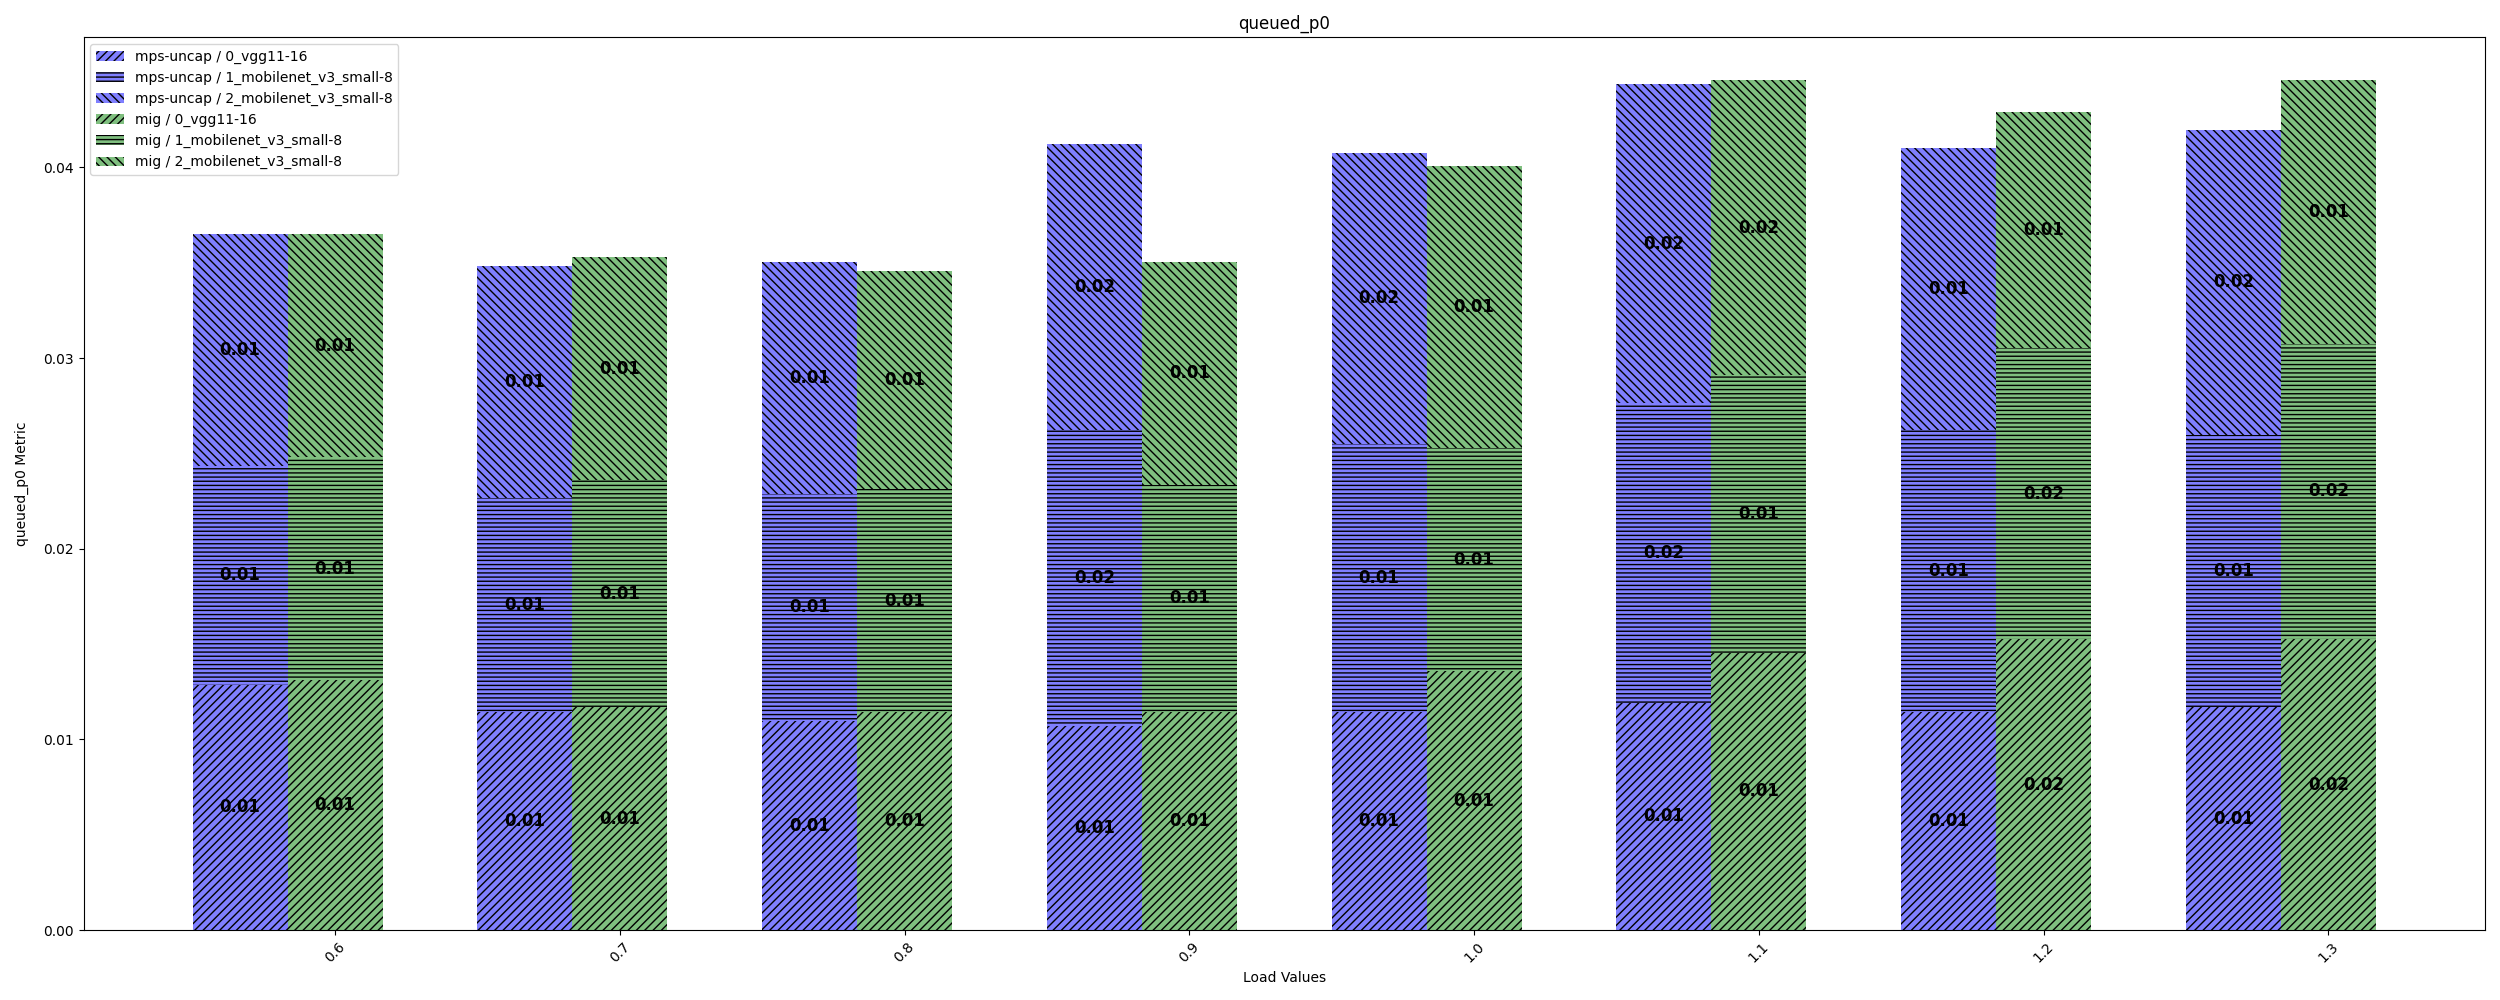 queued_p0
mps-uncap / 0_vgg11-16
mps-uncap / 1_mobilenet_v3_small-8
mps-uncap / 2_mobilenet_v3_small-8
mig / 0_vgg11-16
mig / 1_mobilenet_v3_small-8
mig / 2_mobilenet_v3_small-8
queued_p0 Metric
0.04
0.03
0.02
0.01
0.00
0.01 0.01 0.01 0.01 0.01 0.01 0.02 0.01 0.02 0.01 0.02 0.02 0.01 0.01 0.02 0.01
0.01 0.01 0.01 0.01 0.01 0.01 0.02 0.01 0.01 0.01 0.02 0.01 0.01 0.02 0.01 0.02
0.01 0.01 0.01 0.01 0.01 0.01 0.01 0.01 0.01 0.01 0.01 0.01 0.01 0.02 0.01 0.02
0.6 0.7 0.8 0.9 1.0 1.1 1.2 1.3
Load Values